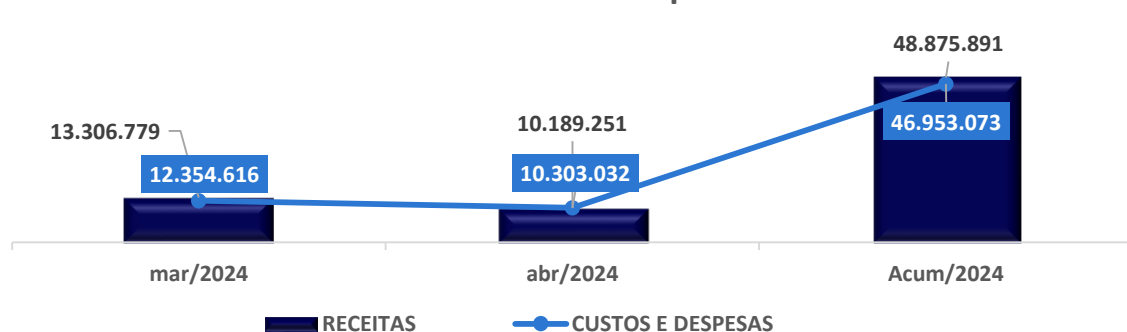 48.875.891
13.306.779
10.189.251
46.953.073
12.354.616
10.303.032
mar/2024
abr/2024
Acum/2024
RECEITAS
CUSTOS E DESPESAS